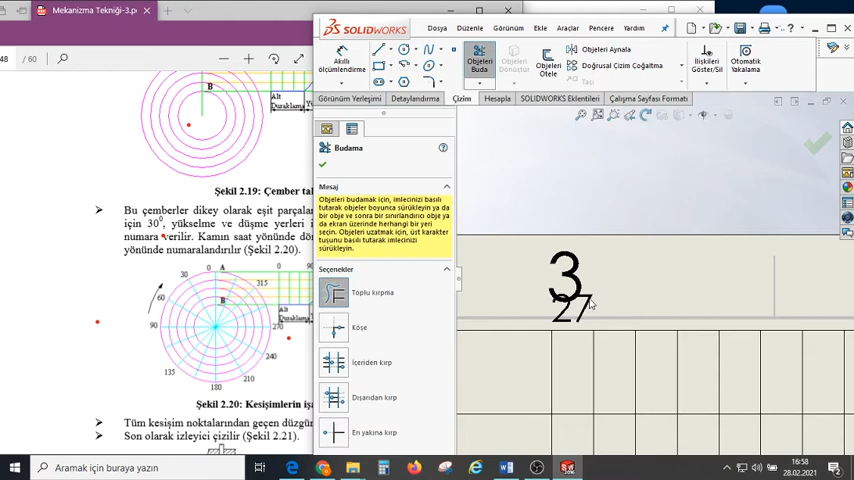 Mekanizma Tekniği-3.p
SOLIDWORKS
Dosya Düzenle Görünüm Ekle Araçlar Pencere Yardım
48 / 60
Akıllı ölçümlendirme
Objeleri Buda
Objeleri Dönüştür
Objeleri Ötele
Objeleri Aynala
Doğrusal Çizim Çoğaltma
Taşı
İlişkileri Göster/Sil
Otomatik Yakalama
Görünüm Yerleşimi Detaylandırma Çizim Hesapla SOLIDWORKS Eklentileri Çalışma Sayfası Formatı
B
Alt
Duraklama
Budama
Mesaj
Objeleri budamak için, imlecinizi basılı
tutarak objeler boyunca sürükleyin ya da
bir obje ve sonra bir sınırlandırıcı obje ya
da ekran üzerinde herhangi bir yeri
seçin. Objeleri uzatmak için, üst karakter
tuşunu basılı tutarak imlecinizi
sürükleyin.
Seçenekler
Toplu kırpma
Köşe
İçeriden kırp
Dışarıdan kırp
En yakına kırp
Şekil 2.19: Çember
Bu çemberler dikey olarak eşit parçala
için 30⁰, yükselme ve düşme yerleri i
numara verilir. Kamın saat yönünde dö
yönünde numaralandırılır (Şekil 2.20).
0 A 0 90
30 315
60 B
Alt
Duraklama
90 270
240
135 210
180
Şekil 2.20: Kesişimlerin işa
Tüm kesişim noktalarından geçen düzgün
Son olarak izleyici çizilir (Şekil 2.21).
3
27
Aramak için buraya yazın
16:58
28.02.2021